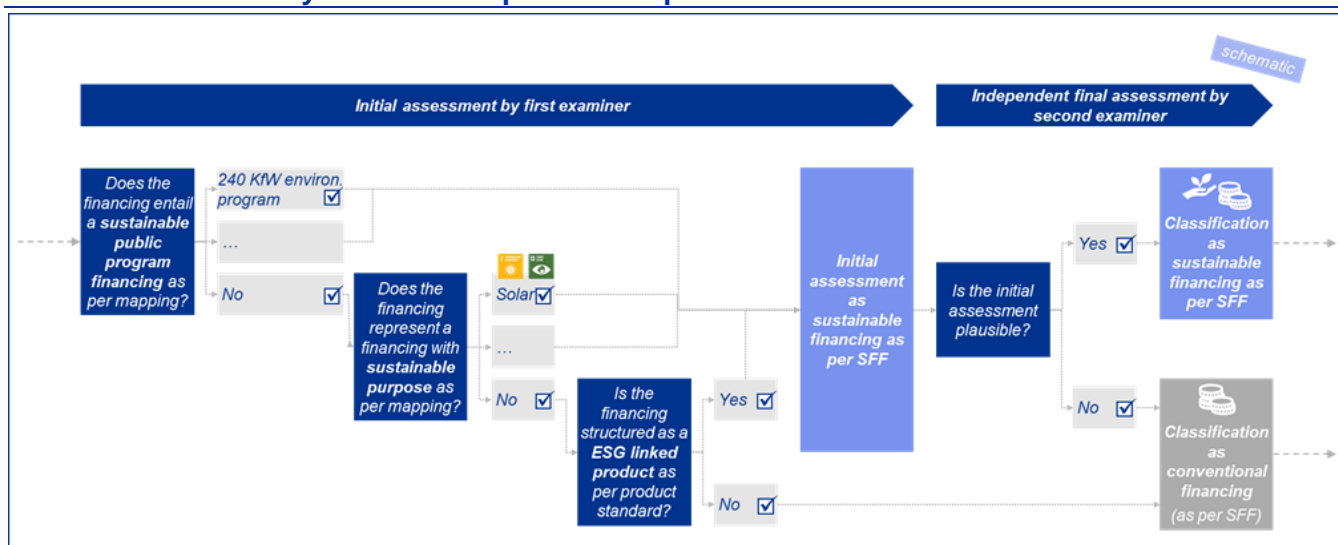 schematic
Initial assessment by first examiner
Independent final assessment by
second examiner
Does the
financing entail
a sustainable
public
program
financing as
per mapping?
240 KfW environ.
program
...
No
Does the
financing
represent a
financing with
sustainable
purpose as
per mapping?
Solar
...
No
Is the
financing
structured as a
ESG linked
product as
per product
standard?
Yes
No
Initial
assessment
as
sustainable
financing as
per SFF
Is the initial
assessment
plausible?
Yes
No
Classification
as
sustainable
financing as
per SFF
Classification
as
conventional
financing
(as per SFF)